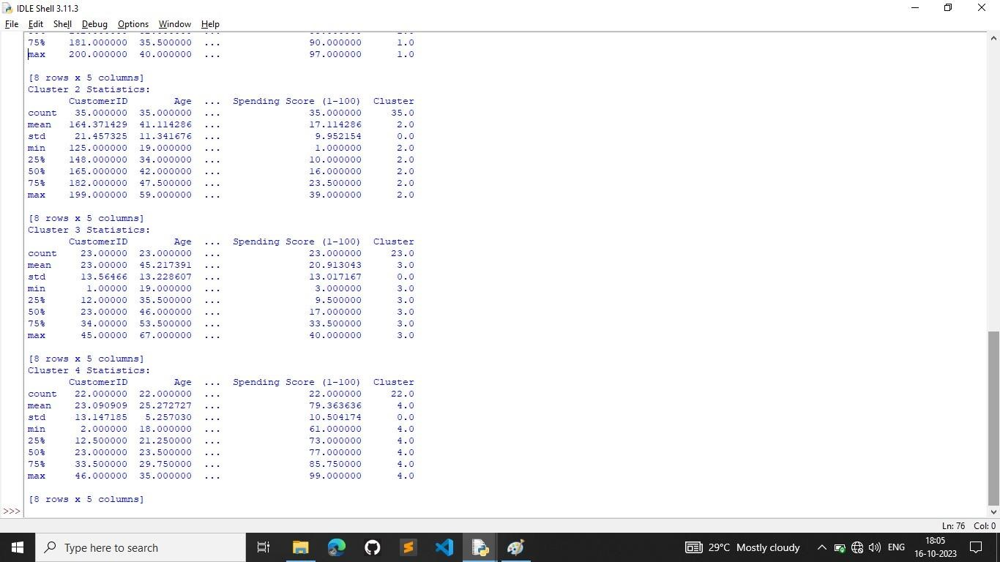 IDLE Shell 3.11.3
File Edit Shell Debug Options Window Help
75% 181.000000 35.500000 ... 90.000000 1.0
max 200.000000 40.000000 ... 97.000000 1.0
[8 rows x 5 columns]
Cluster 2 Statistics:
CustomerID Age ... Spending Score (1-100) Cluster
count 35.000000 35.000000 ... 35.000000 35.0
mean 164.371429 41.114286 ... 17.114286 2.0
std 21.457325 11.341676 ... 9.952154 0.0
min 125.000000 19.000000 ... 1.000000 2.0
25% 148.000000 34.000000 ... 10.000000 2.0
50% 165.000000 42.000000 ... 16.000000 2.0
75% 182.000000 47.500000 ... 23.500000 2.0
max 199.000000 59.000000 ... 39.000000 2.0
[8 rows x 5 columns]
Cluster 3 Statistics:
CustomerID Age ... Spending Score (1-100) Cluster
count 23.00000 23.000000 ... 23.000000 23.0
mean 23.00000 45.217391 ... 20.913043 3.0
std 13.56466 13.228607 ... 13.017167 0.0
min 1.00000 19.000000 ... 3.000000 3.0
25% 12.00000 35.500000 ... 9.500000 3.0
50% 23.00000 46.000000 ... 17.000000 3.0
75% 34.00000 53.500000 ... 33.500000 3.0
max 45.00000 67.000000 ... 40.000000 3.0
[8 rows x 5 columns]
Cluster 4 Statistics:
CustomerID Age ... Spending Score (1-100) Cluster
count 22.000000 22.000000 ... 22.000000 22.0
mean 23.090909 25.272727 ... 79.363636 4.0
std 13.147185 5.257030 ... 10.504174 0.0
min 2.000000 18.000000 ... 61.000000 4.0
25% 12.500000 21.250000 ... 73.000000 4.0
50% 23.000000 23.500000 ... 77.000000 4.0
75% 33.500000 29.750000 ... 85.750000 4.0
max 46.000000 35.000000 ... 99.000000 4.0
[8 rows x 5 columns]
>>>
Ln: 76 Col: 0
Type here to search
29°C Mostly cloudy
ENG
18:05
16-10-2023